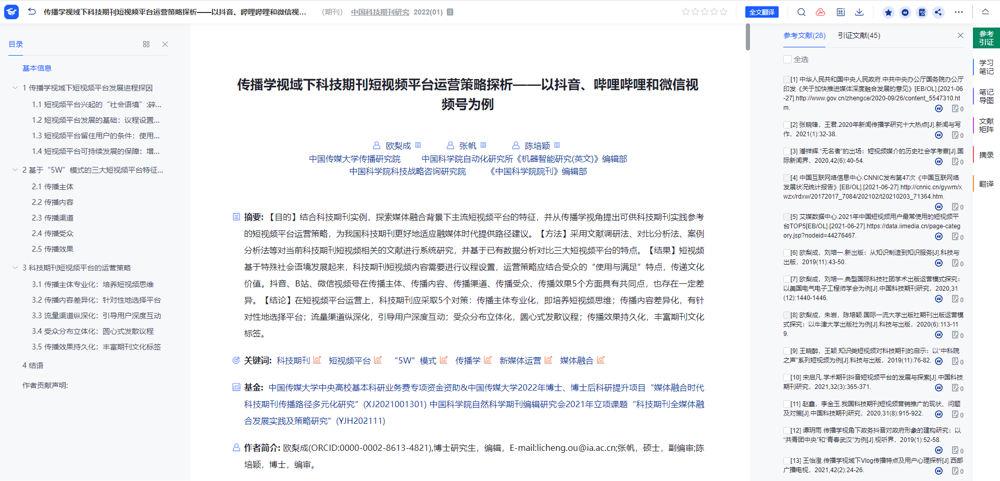 传播学视域下科技期刊短视频平台运营策略探析——以抖音、哔哩哔哩和微信视...
（期刊） 中国科技期刊研究 2022(01)
全文翻译
目录
基本信息
1 传播学视域下短视频平台发展进程探因
1.1 短视频平台兴起的“社会语境”:碎...
1.2 短视频平台发展的基础：议程设置...
1.3 短视频平台留住用户的条件：使用...
1.4 短视频平台可持续发展的保障：增...
2 基于“5W”模式的三大短视频平台特征...
2.1 传播主体
2.2 传播内容
2.3 传播渠道
2.4 传播受众
2.5 传播效果
3 科技期刊短视频平台的运营策略
3.1 传播主体专业化：培养短视频思维
3.2 传播内容差异化：针对性地选择平台
3.3 流量渠道纵深化：引导用户深度互动
3.4 受众分布立体化：圆心式发散议程
3.5 传播效果持久化：丰富期刊文化标签
4 结语
作者贡献声明:
传播学视域下科技期刊短视频平台运营策略探析——以抖音、哔哩哔哩和微信视
频号为例
欧梨成 张帆 陈培颖
中国传媒大学传播研究院 中国科学院自动化研究所《机器智能研究(英文)》编辑部
中国科学院科技战略咨询研究院 《中国科学院院刊》编辑部
摘要:【目的】结合科技期刊实例，探索媒体融合背景下主流短视频平台的特征，并从传播学视角提出可供科技期刊实践参考
的短视频平台运营策略，为我国科技期刊更好地适应融媒体时代提供路径建议。【方法】采用文献调研法、对比分析法、案例
分析法等对当前科技期刊短视频相关的文献进行系统研究，并基于已有数据分析对比三大短视频平台的特点。【结果】短视频
基于特殊社会语境发展起来，科技期刊短视频内容需要进行议程设置，运营策略应结合受众的“使用与满足”特点，传递文化
价值。抖音、B站、微信视频号在传播主体、传播内容、传播渠道、传播受众、传播效果5个方面具有共同点，也存在一定差
异。【结论】在短视频平台运营上，科技期刊应采取5个对策：传播主体专业化，即培养短视频思维；传播内容差异化，有针
对性地选择平台；流量渠道纵深化，引导用户深度互动；受众分布立体化，圆心式发散议程；传播效果持久化，丰富期刊文化
标签。
关键词: 科技期刊 短视频平台 “5W”模式 传播学 新媒体运营 媒体融合
基金: 中国传媒大学中央高校基本科研业务费专项资金资助&中国传媒大学2022年博士、博士后科研提升项目“媒体融合时代
科技期刊传播路径多元化研究”(XJ2021001301) 中国科学院自然科学期刊编辑研究会2021年立项课题“科技期刊全媒体融
合发展实践及策略研究”(YJH202111)
作者简介: 欧梨成(ORCID:0000-0002-8613-4821),博士研究生，编辑，E-mail:licheng.ou@ia.ac.cn;张帆，硕士，副编审;陈
培颖，博士，编审。
参考文献(28) 引证文献(45)
全选
[1] 中华人民共和国中央人民政府.中共中央办公厅国务院办公厅
印发《关于加快推进媒体深度融合发展的意见》[EB/OL].[2021-06
-27].http://www.gov.cn/zhengce/2020-09/26/content_5547310.ht
m.
0
[2] 张晓锋，王君.2020年新闻传播学研究十大热点[J].新闻与写
作，2021(1):32-38.
0
[3] 潘祥辉.“无名者”的出场：短视频媒介的历史社会学考察[J].国
际新闻界，2020,42(6):40-54.
0
[4] 中国互联网络信息中心.CNNIC发布第47次《中国互联网络
发展状况统计报告》[EB/OL].[2021-06-27].http://cnnic.cn/gywm/x
wzx/rdxw/20172017_7084/202102/t20210203_71364.htm.
0
[5] 艾媒数据中心.2021年中国短视频用户最常使用的短视频平
台TOP5[EB/OL].[2021-06-27].https://data.iimedia.cn/page-categ
ory.jsp?nodeid=44276467.
0
[6] 欧梨成，刘培一.新出版：从知识制造到知识服务[J].科技与
出版，2019(11):43-50.
0
[7] 欧梨成，刘培一.典型国际科技社团学术出版运营模式探究：
以美国电气电子工程师学会为例[J].中国科技期刊研究，2020,31
(12):1440-1446.
0
[8] 欧梨成，朱岩，陈培颖.国际一流大学出版社期刊出版运营模
式探究：以牛津大学出版社为例[J].科技与出版，2020(6):113-11
9.
0
[9] 王晓醉，王颖.知识类短视频对科技期刊的启示：以“中科院
之声”系列短视频为例[J].科技与出版，2019(11):76-82.
0
[10] 宋启凡.学术期刊抖音短视频平台的发展与探索[J].中国科技
期刊研究，2021,32(3):365-371.
0
[11] 赵鑫，李金玉.我国科技期刊短视频营销推广的现状、问题
及对策[J].中国科技期刊研究，2020,31(8):915-922.
0
[12] 谭玥雨.传播学视角下政务抖音对政府形象的建构研究：以
“共青团中央”和“青春武汉”为例[J].视听界，2019(1):52-58.
0
[13] 王怡澄.传播学视域下Vlog传播特点及用户心理探析[J].西部
广播电视，2021,42(2):24-26.
0
参考
引证
学习
笔记
笔记
导图
文献
矩阵
摘录
翻译